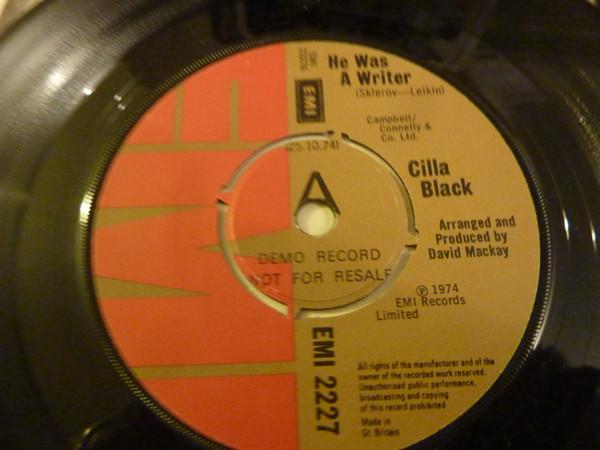 He Was
A Writer
(Sklerov—Leikin)
EMI
2227A
EMI
Campbell/
Connelly &
Co. Ltd.
(25.10.74)
A
Cilla
Black
DEMO RECORD
NOT FOR RESALE
Arranged and
Produced by
David Mackay
℗ 1974
EMI Records
Limited
EMI 2227
EMI
All rights of the manufacturer and of the
owner of the recorded work reserved.
Unauthorised public performance,
broadcasting and copying
of this record prohibited
Made in
Gt. Britain